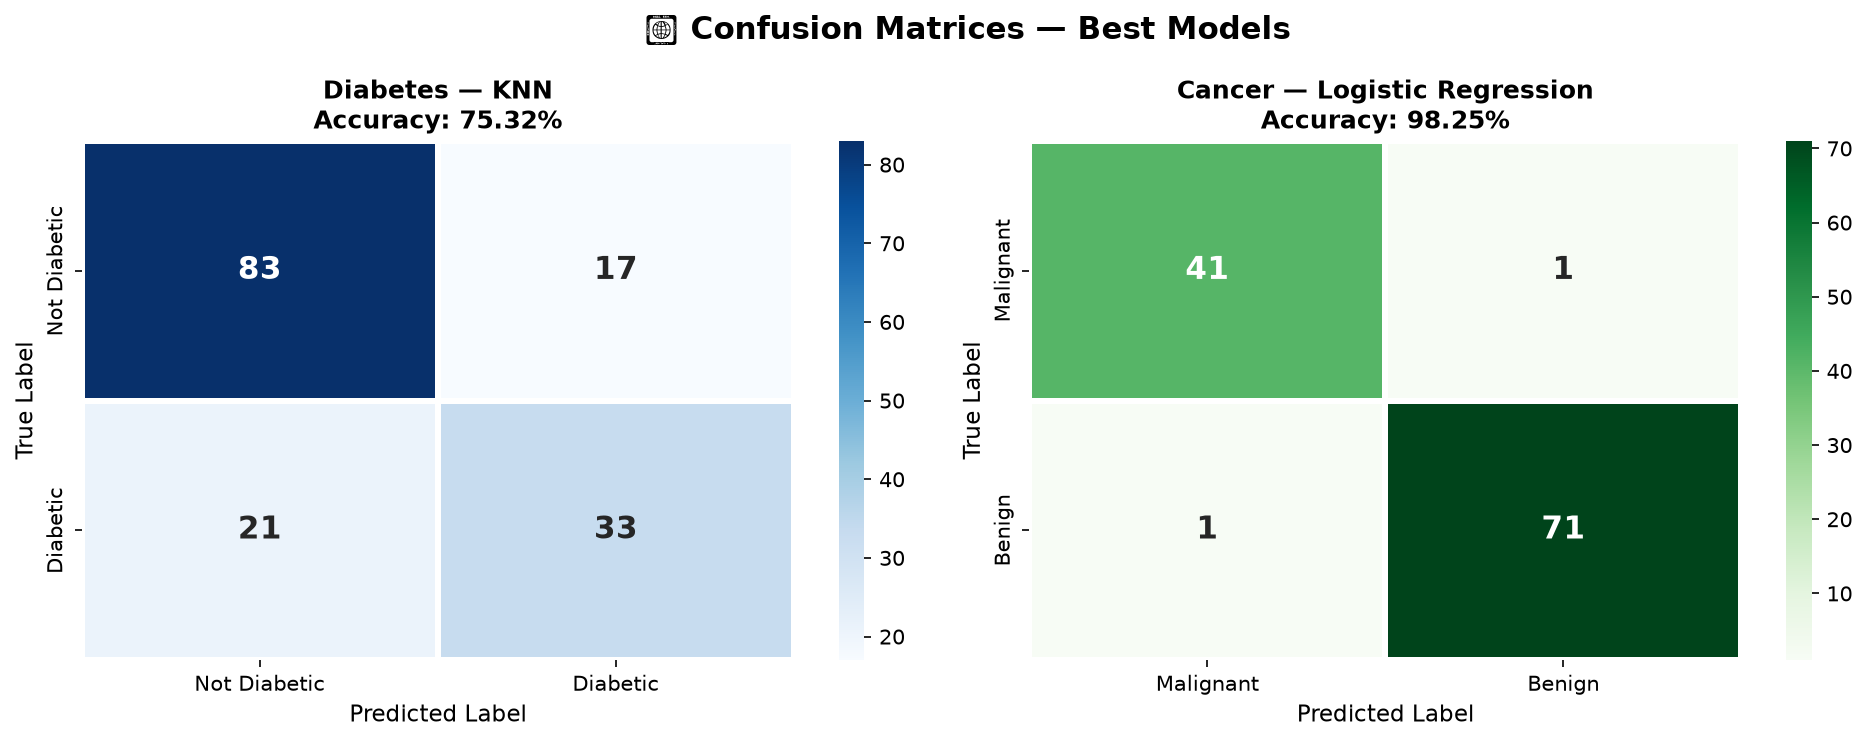 Confusion Matrices — Best Models
Diabetes — KNN
Accuracy: 75.32%
True Label
Not Diabetic
Diabetic
83
17
21
33
Not Diabetic
Diabetic
Predicted Label
80
70
60
50
40
30
20
Cancer — Logistic Regression
Accuracy: 98.25%
True Label
Malignant
Benign
41
1
1
71
Malignant
Benign
Predicted Label
70
60
50
40
30
20
10